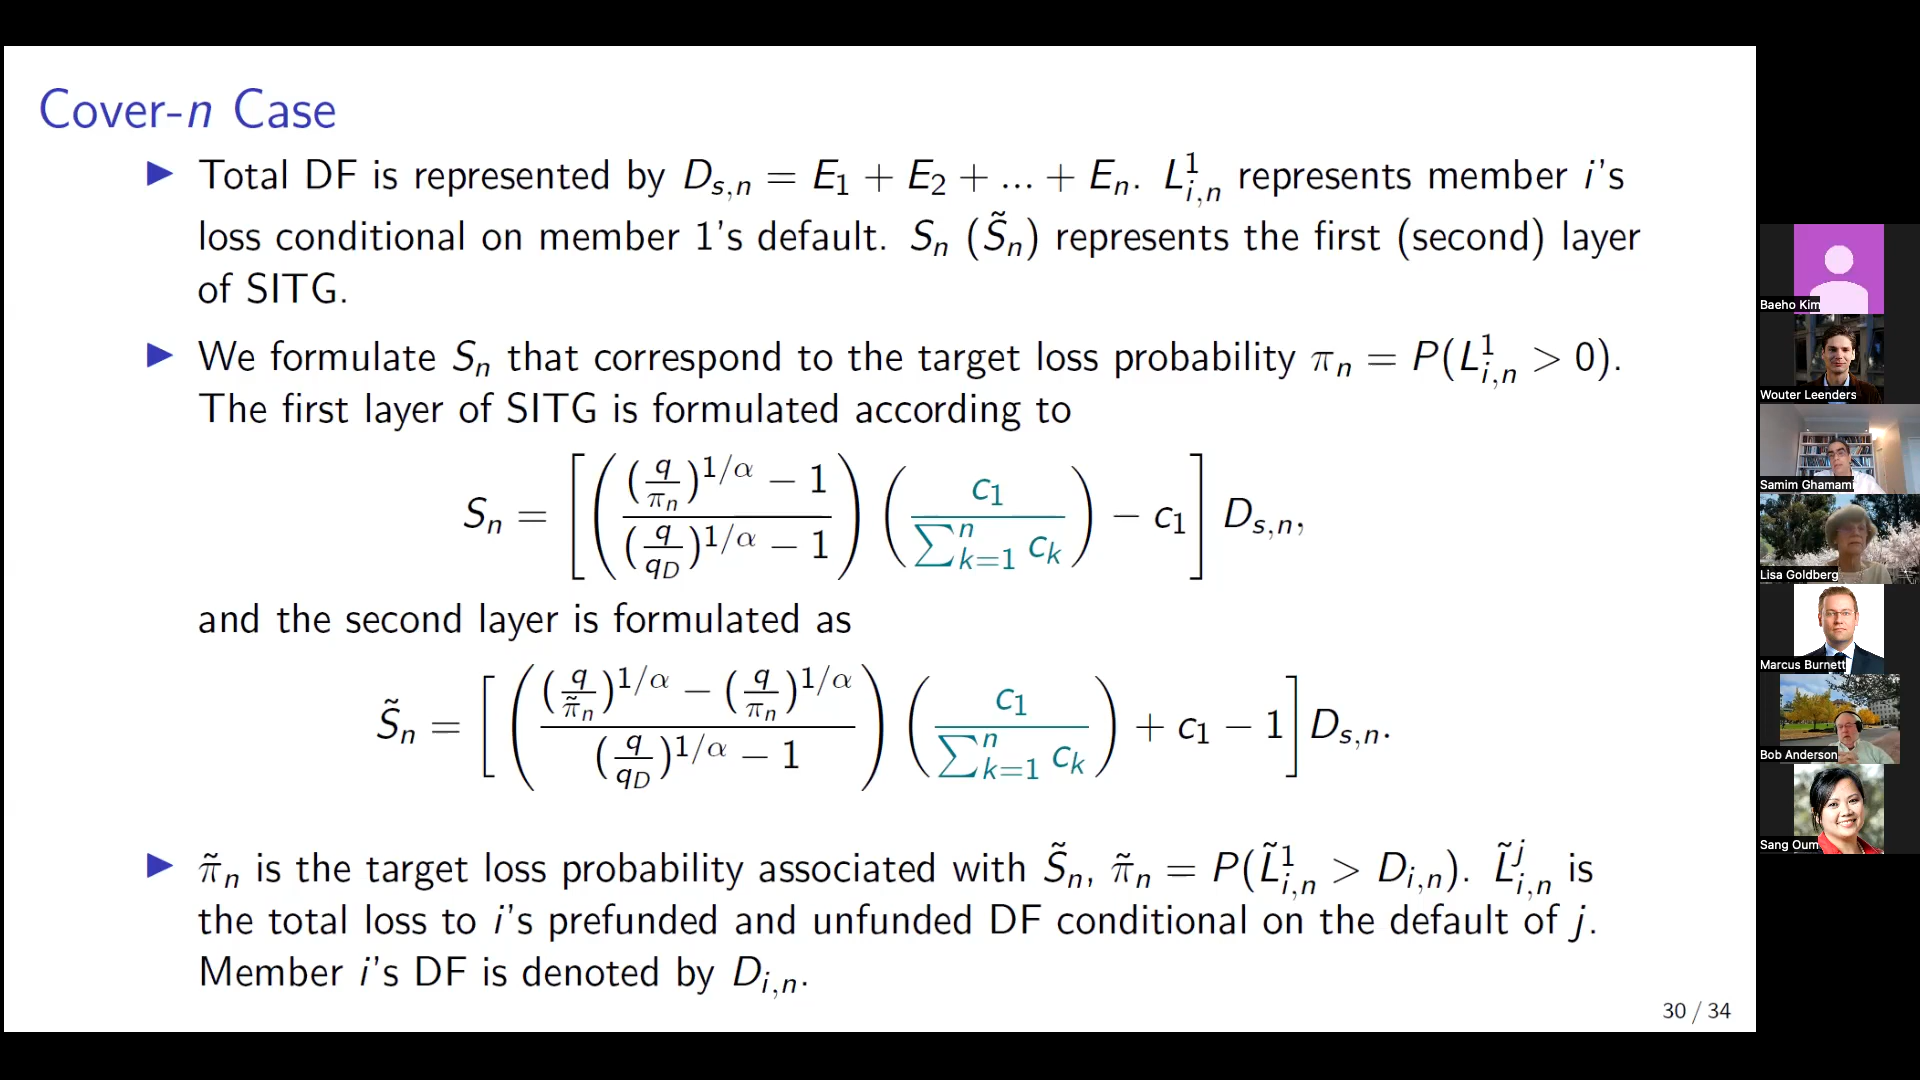 Cover-n Case
▶ Total DF is represented by D_{s,n} = E_1 + E_2 + ... + E_n. L^1_{i,n} represents member i's
loss conditional on member 1's default. S_n (S̃_n) represents the first (second) layer
of SITG.
▶ We formulate S_n that correspond to the target loss probability π_n = P(L^1_{i,n} > 0).
The first layer of SITG is formulated according to
S_n = [ ( ((q/π_n)^{1/α} − 1) / ((q/q_D)^{1/α} − 1) ) ( c_1 / ∑_{k=1}^n c_k ) − c_1 ] D_{s,n},
and the second layer is formulated as
S̃_n = [ ( ((q/π̃_n)^{1/α} − (q/π_n)^{1/α}) / ((q/q_D)^{1/α} − 1) ) ( c_1 / ∑_{k=1}^n c_k ) + c_1 − 1 ] D_{s,n}.
▶ π̃_n is the target loss probability associated with S̃_n, π̃_n = P(L̃^1_{i,n} > D_{i,n}). L̃^j_{i,n} is
the total loss to i's prefunded and unfunded DF conditional on the default of j.
Member i's DF is denoted by D_{i,n}.
30 / 34
Baeho Kim
Wouter Leenders
Samim Ghamami
Lisa Goldberg
Marcus Burnett
Bob Anderson
Sang Oum